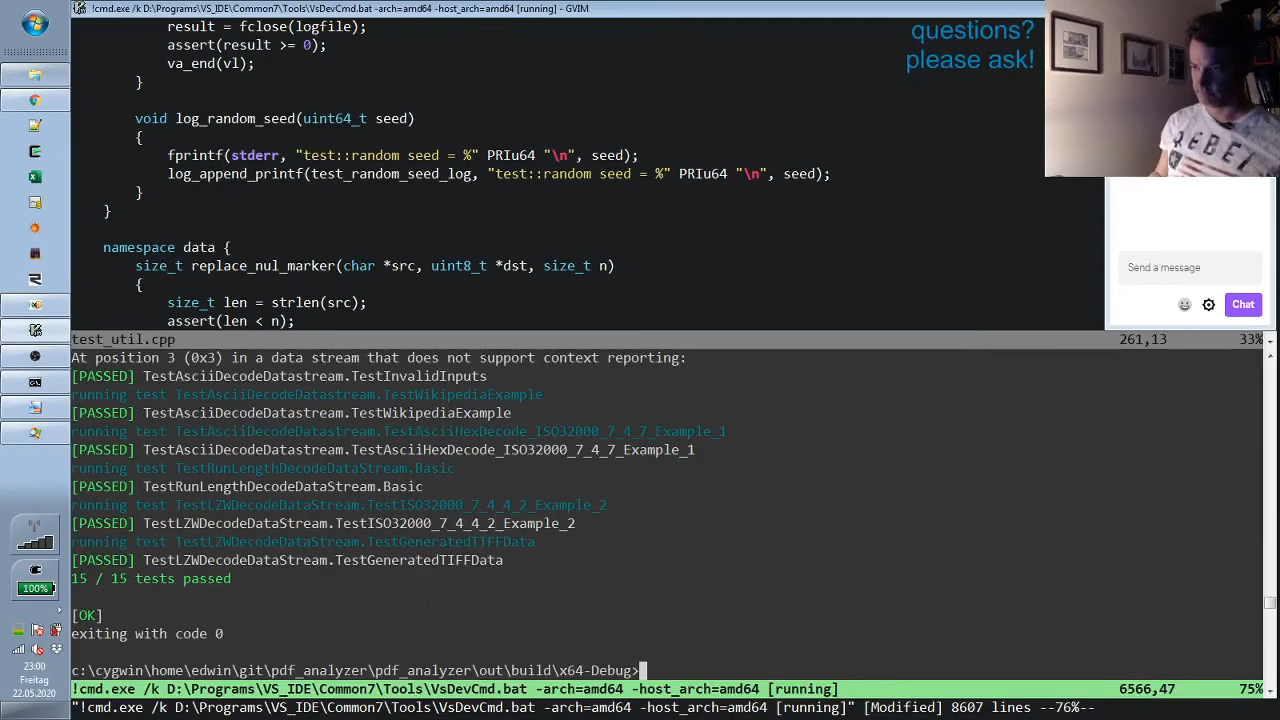 !cmd.exe /k D:\Programs\VS_IDE\Common7\Tools\VsDevCmd.bat -arch=amd64 -host_arch=amd64 [running] - GVIM
result = fclose(logfile);
assert(result >= 0);
va_end(vl);
}
void log_random_seed(uint64_t seed)
{
fprintf(stderr, "test::random seed = %" PRIu64 "\n", seed);
log_append_printf(test_random_seed_log, "test::random seed = %" PRIu64 "\n", seed);
}
}
namespace data {
size_t replace_nul_marker(char *src, uint8_t *dst, size_t n)
{
size_t len = strlen(src);
assert(len < n);
test_util.cpp 261,13 33%
At position 3 (0x3) in a data stream that does not support context reporting:
[PASSED] TestAsciiDecodeDatastream.TestInvalidInputs
running test TestAsciiDecodeDatastream.TestWikipediaExample
[PASSED] TestAsciiDecodeDatastream.TestWikipediaExample
running test TestAsciiDecodeDatastream.TestAsciiHexDecode_ISO32000_7_4_7_Example_1
[PASSED] TestAsciiDecodeDatastream.TestAsciiHexDecode_ISO32000_7_4_7_Example_1
running test TestRunLengthDecodeDataStream.Basic
[PASSED] TestRunLengthDecodeDataStream.Basic
running test TestLZWDecodeDataStream.TestISO32000_7_4_4_2_Example_2
[PASSED] TestLZWDecodeDataStream.TestISO32000_7_4_4_2_Example_2
running test TestLZWDecodeDataStream.TestGeneratedTIFFData
[PASSED] TestLZWDecodeDataStream.TestGeneratedTIFFData
15 / 15 tests passed
[OK]
exiting with code 0
c:\cygwin\home\edwin\git\pdf_analyzer\pdf_analyzer\out\build\x64-Debug>
!cmd.exe /k D:\Programs\VS_IDE\Common7\Tools\VsDevCmd.bat -arch=amd64 -host_arch=amd64 [running] 6566,47 75%
"!cmd.exe /k D:\Programs\VS_IDE\Common7\Tools\VsDevCmd.bat -arch=amd64 -host_arch=amd64 [running]" [Modified] 8607 lines --76%--
questions?
please ask!
REBEL
Send a message
Chat
100%
23:00
Freitag
22.05.2020